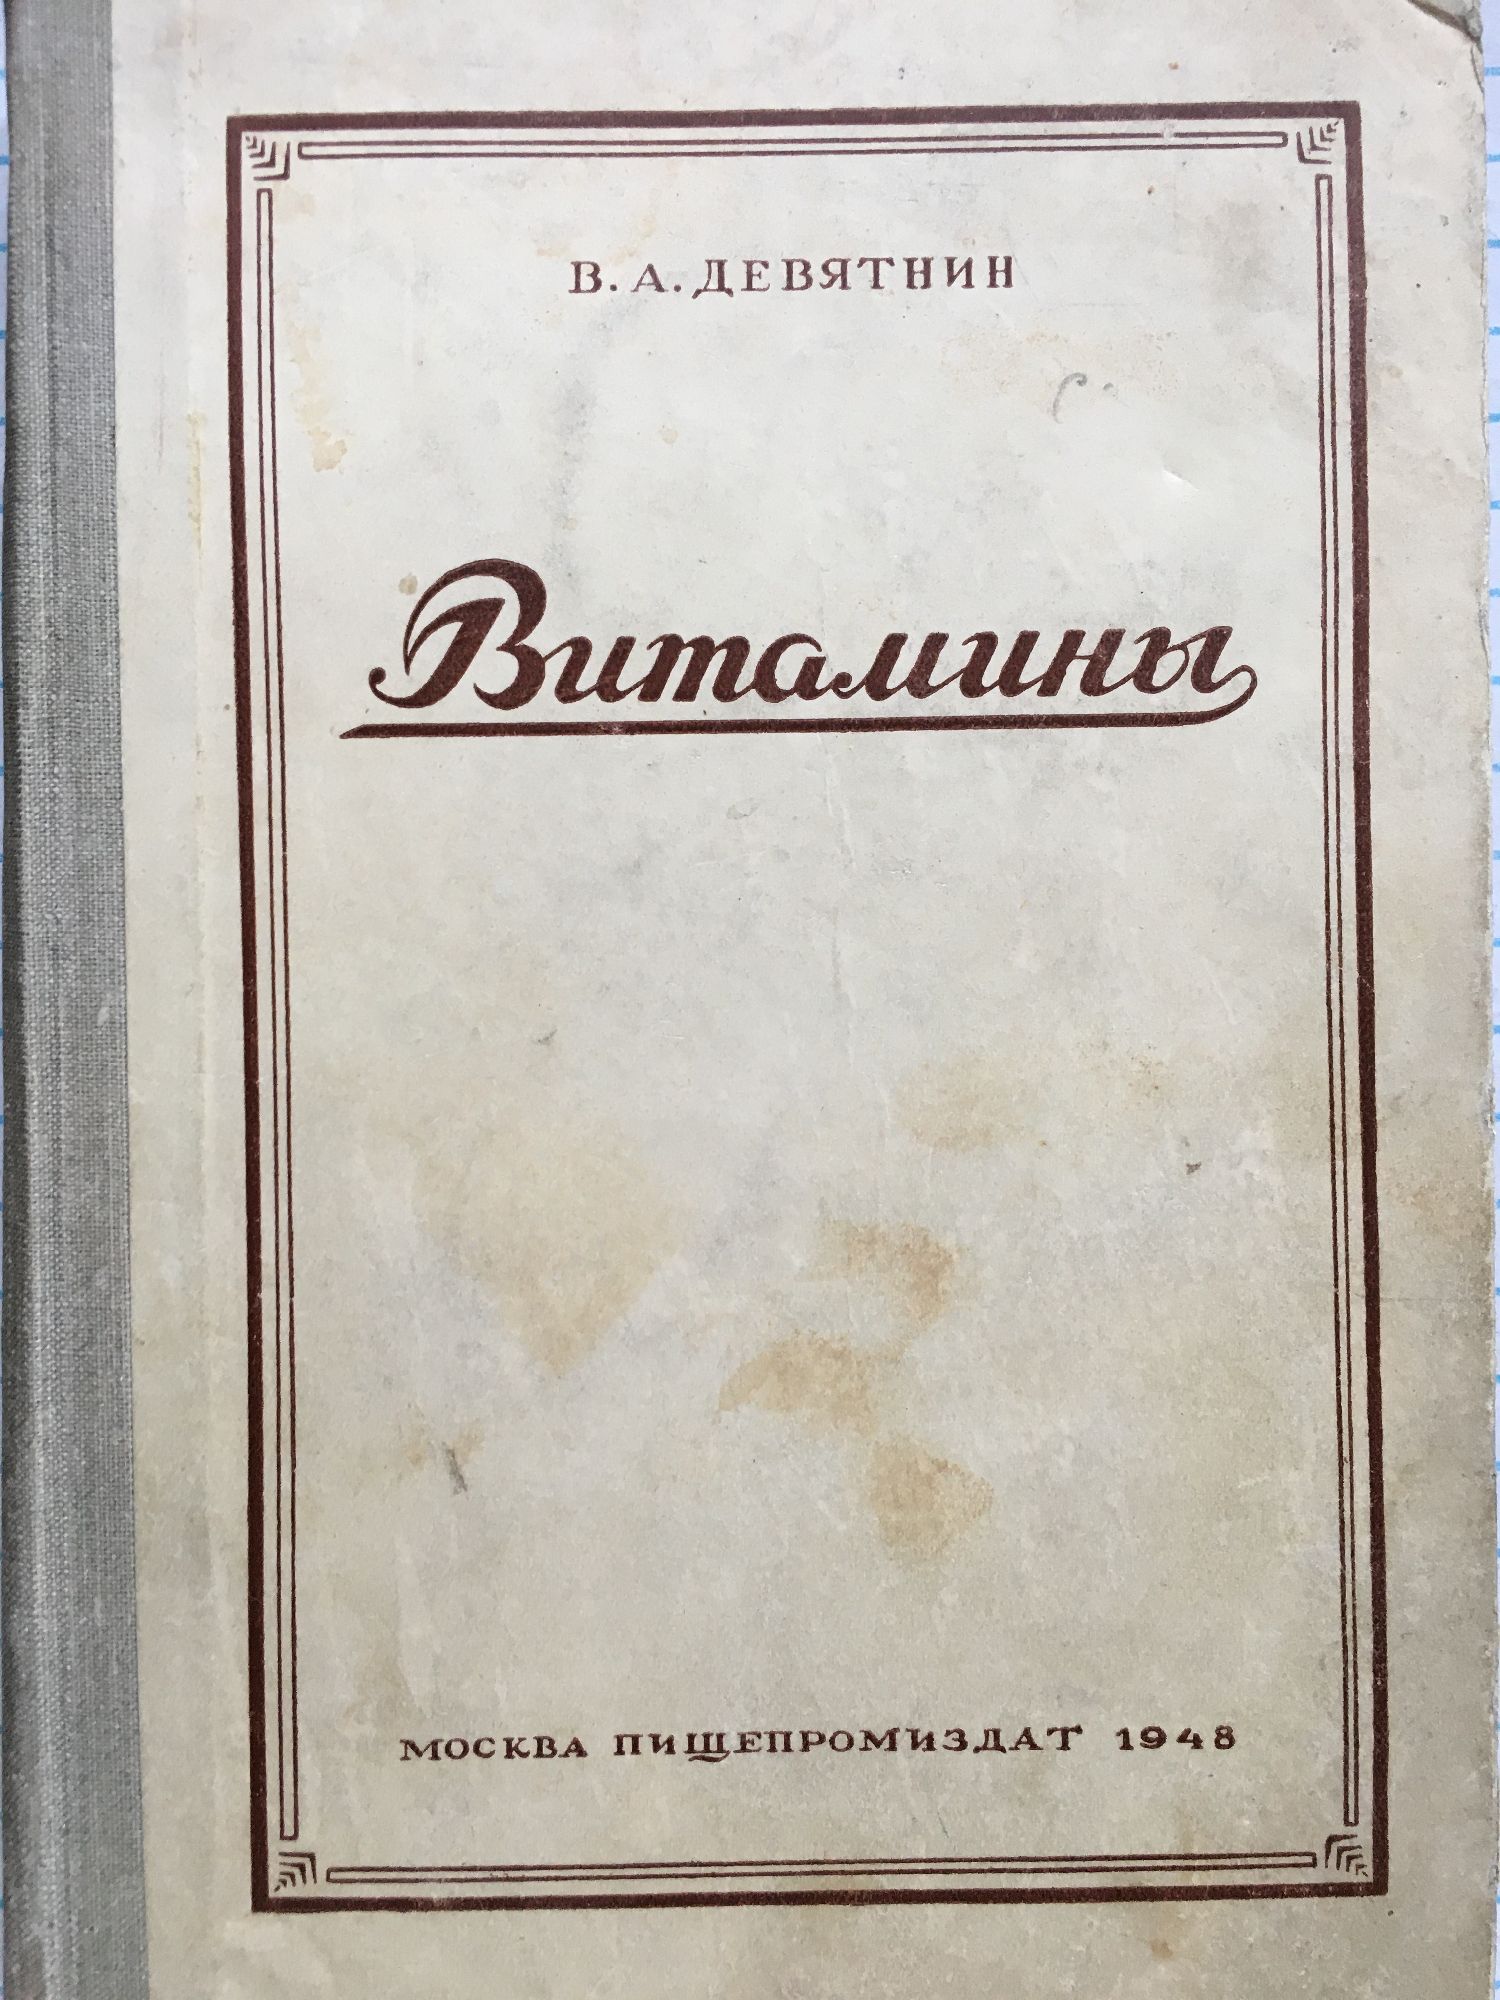 В. А. ДЕВЯТНИН
Витамины
МОСКВА ПИЩЕПРОМИЗДАТ 1948